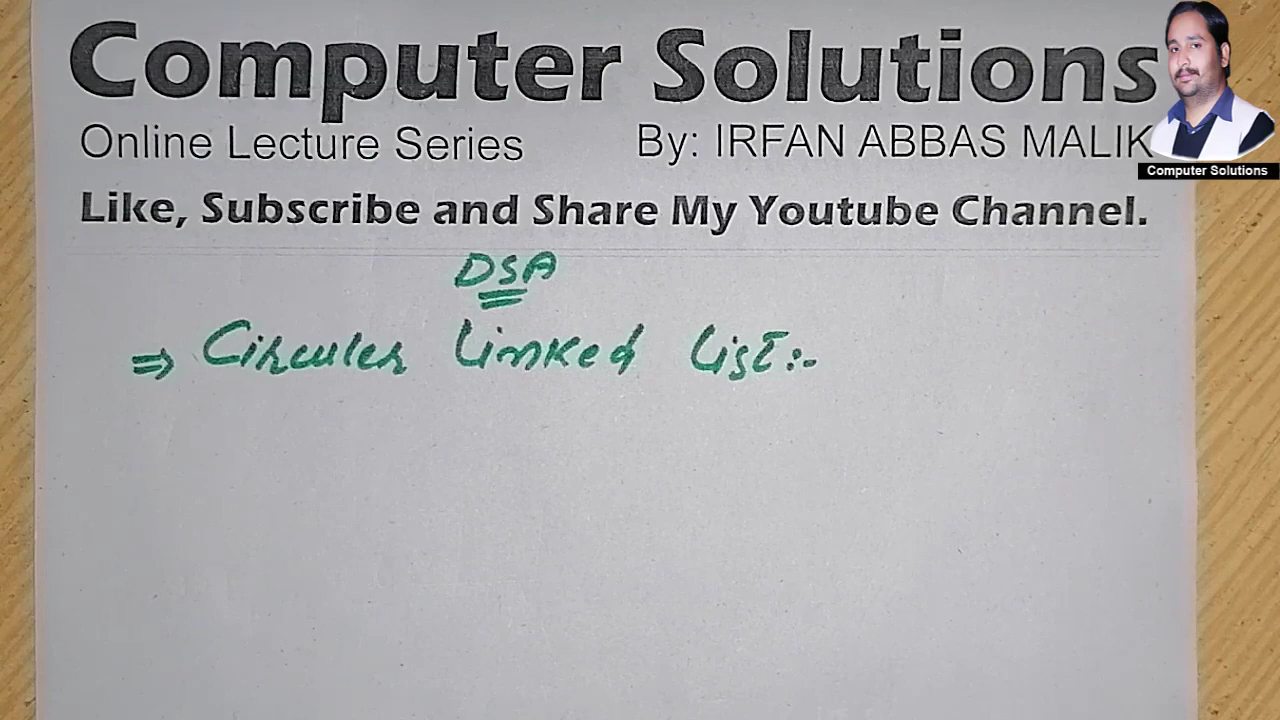 Computer Solutions
Online Lecture Series By: IRFAN ABBAS MALIK
Computer Solutions
Like, Subscribe and Share My Youtube Channel.
DSA
⇒ Circuler Linked List:-